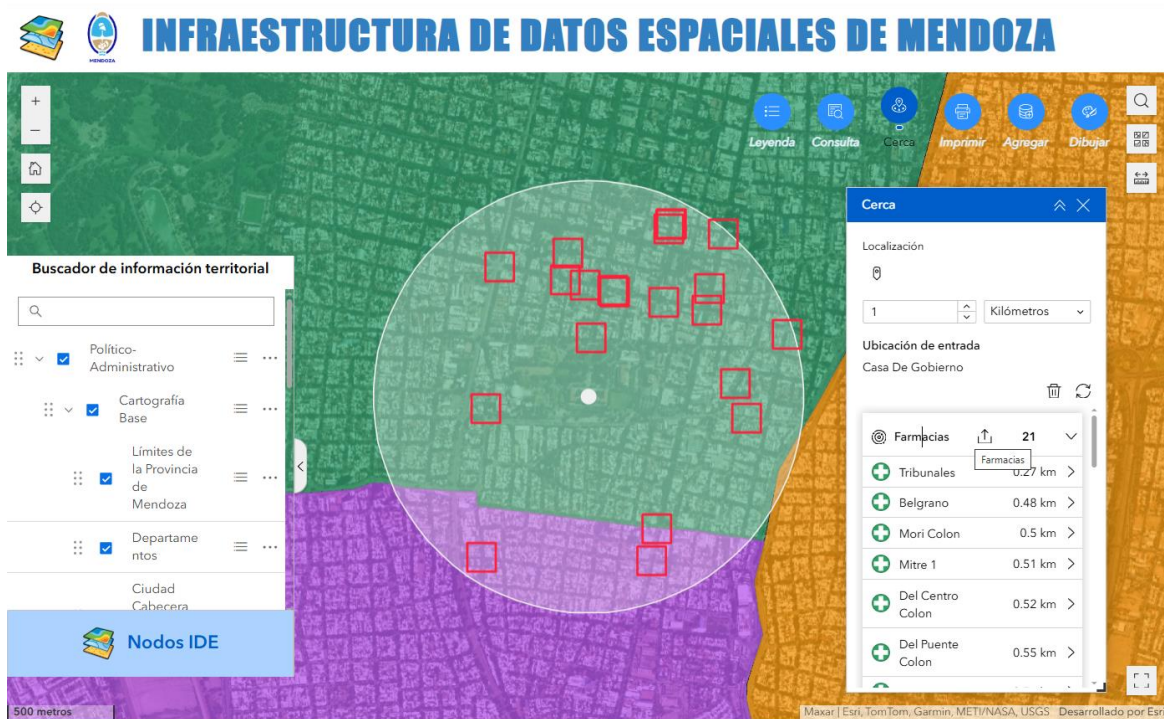 MENDOZA
INFRAESTRUCTURA DE DATOS ESPACIALES DE MENDOZA
+
−
Leyenda
Consulta
Cerca
Imprimir
Agregar
Dibujar
Buscador de información territorial
Político-
Administrativo
Cartografía
Base
Límites de
la Provincia
de
Mendoza
Departame
ntos
Ciudad
Cabecera
Nodos IDE
500 metros
Cerca
Localización
1 Kilómetros
Ubicación de entrada
Casa De Gobierno
Farmacias 21
Farmacias
Tribunales 0.27 km
Belgrano 0.48 km
Mori Colon 0.5 km
Mitre 1 0.51 km
Del Centro
Colon 0.52 km
Del Puente
Colon 0.55 km
Maxar | Esri, TomTom, Garmin, METI/NASA, USGS Desarrollado por Esri